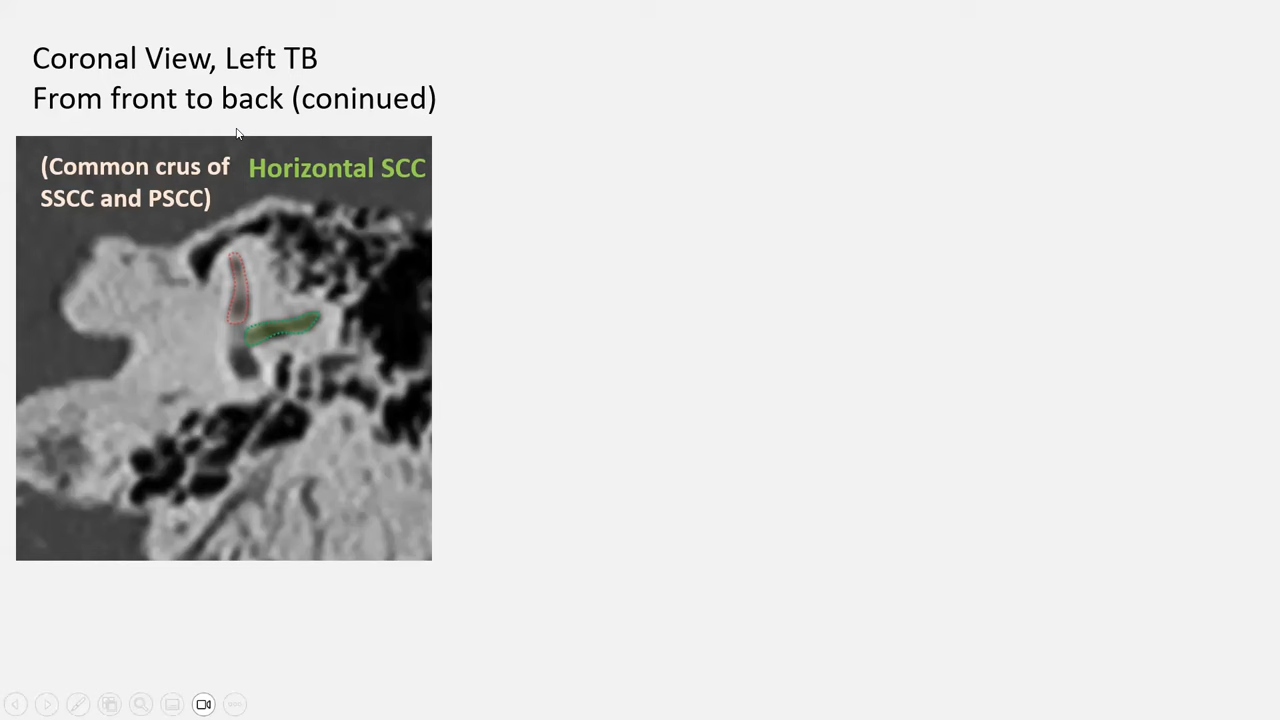 Coronal View, Left TB
From front to back (coninued)
(Common crus of
SSCC and PSCC)
Horizontal SCC